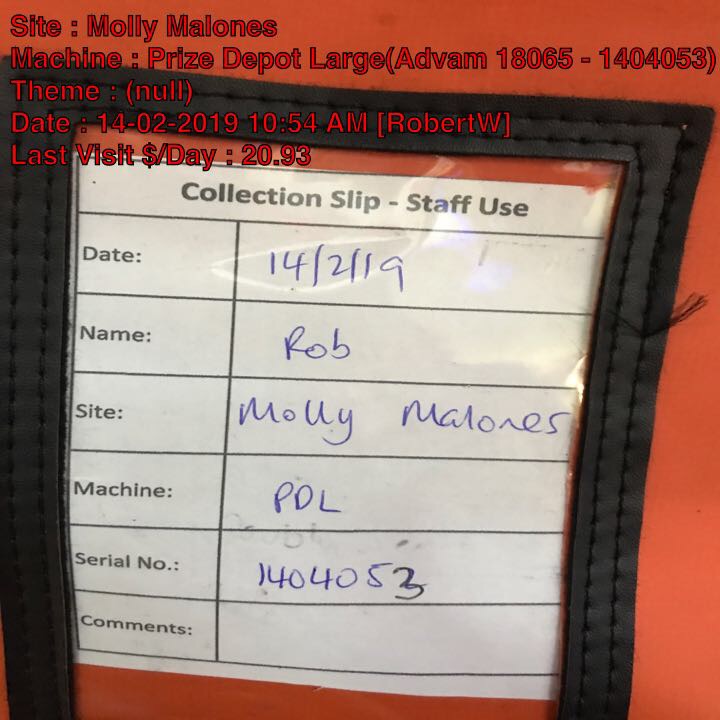 Site : Molly Malones
Machine : Prize Depot Large(Advam 18065 - 1404053)
Theme : (null)
Date : 14-02-2019 10:54 AM [RobertW]
Last Visit $/Day : 20.93
Collection Slip - Staff Use
Date: 14/2/19
Name: Rob
Site: Molly Malones
Machine: PDL
Serial No.: 1404053
Comments: